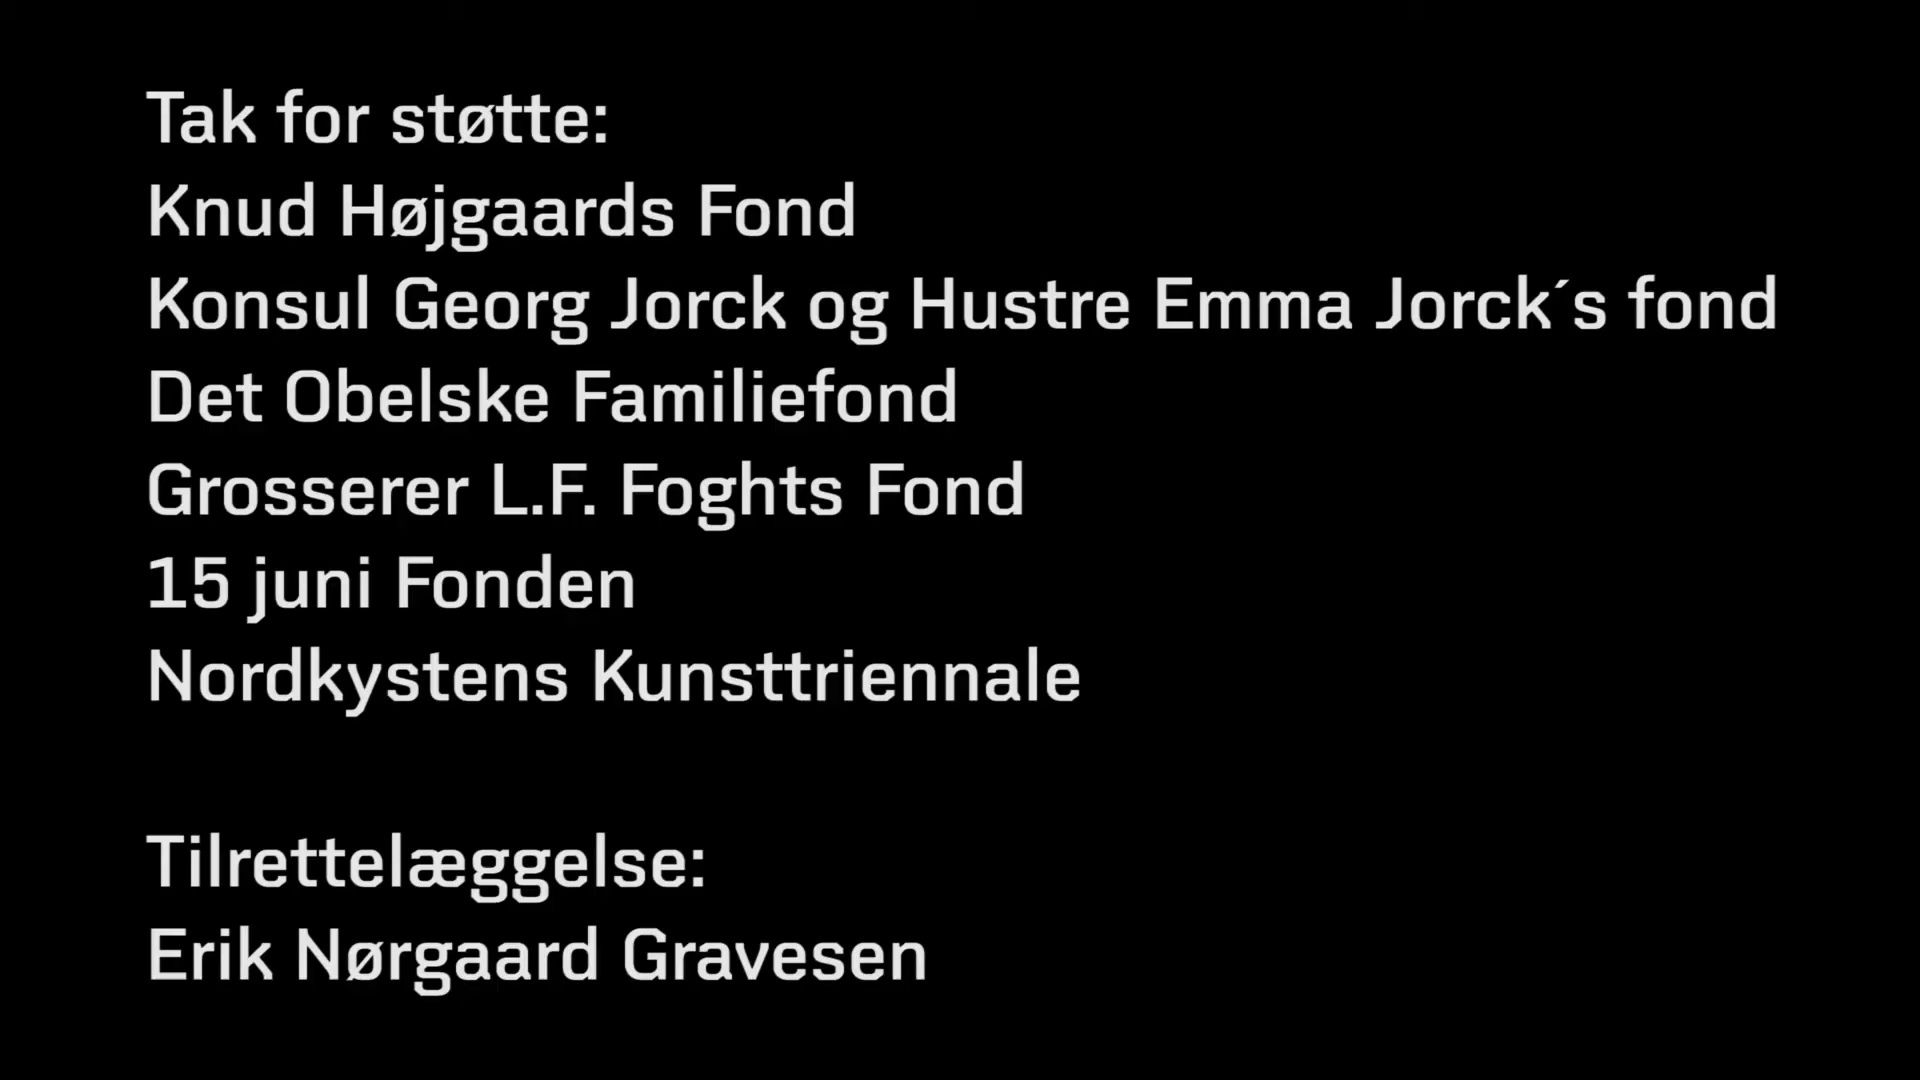 Tak for støtte:
Knud Højgaards Fond
Konsul Georg Jorck og Hustre Emma Jorck´s fond
Det Obelske Familiefond
Grosserer L.F. Foghts Fond
15 juni Fonden
Nordkystens Kunsttriennale
Tilrettelæggelse:
Erik Nørgaard Gravesen